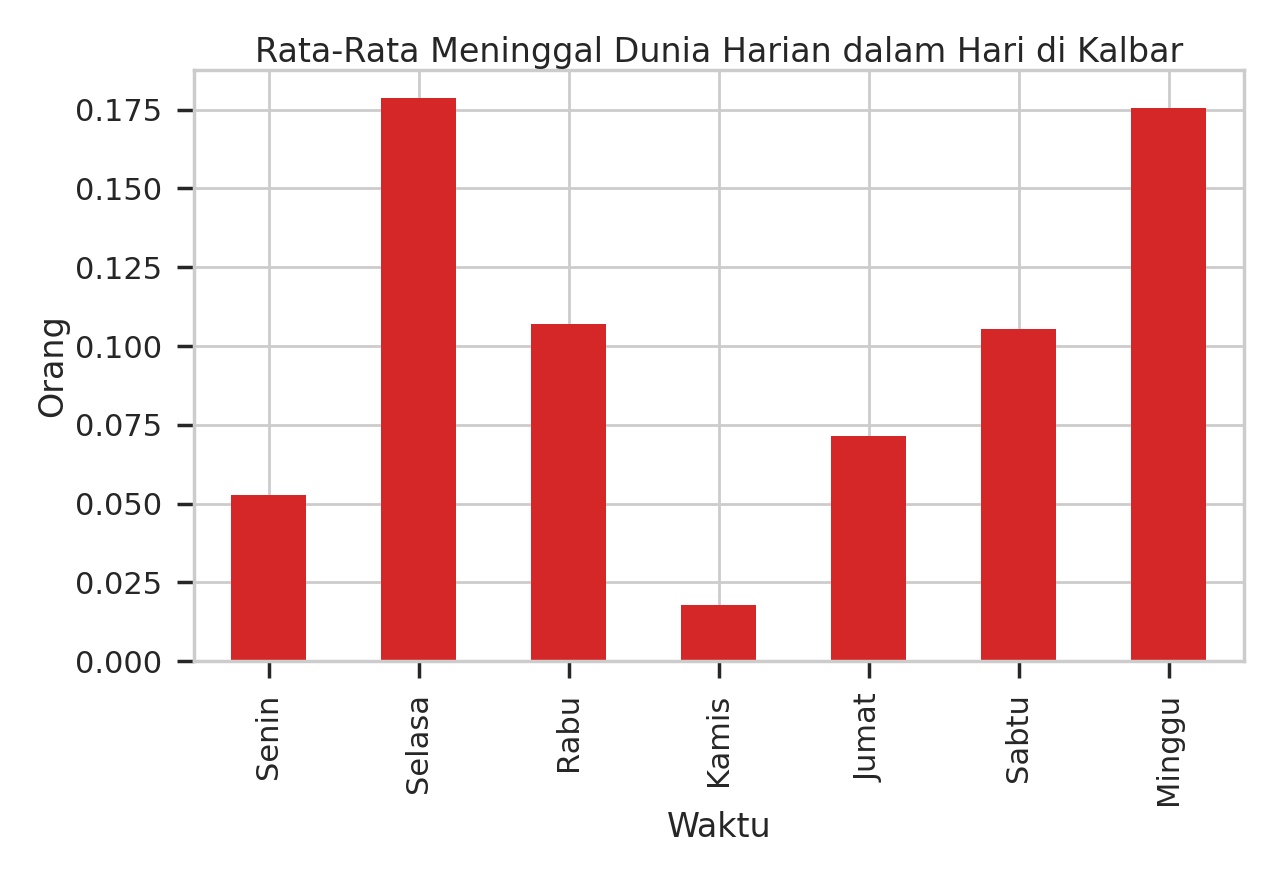 Rata-Rata Meninggal Dunia Harian dalam Hari di Kalbar
0.175
0.150
0.125
0.100
0.075
0.050
0.025
0.000
Orang
Senin
Selasa
Rabu
Kamis
Jumat
Sabtu
Minggu
Waktu